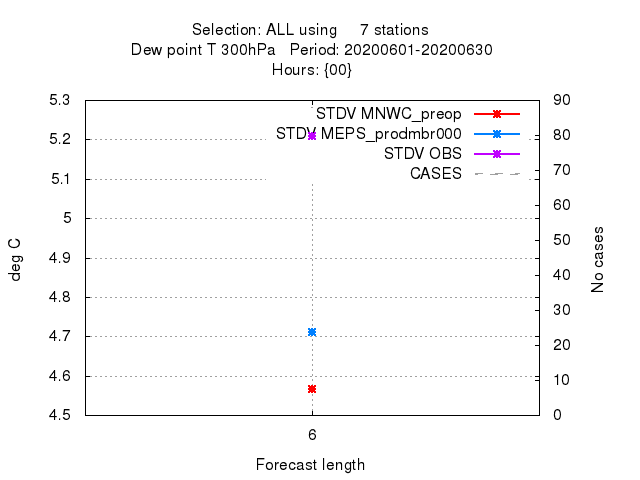 Selection: ALL using 7 stations
Dew point T 300hPa Period: 20200601-20200630
Hours: {00}
5.3
5.2
5.1
5
4.9
4.8
4.7
4.6
4.5
deg C
STDV MNWC_preop
STDV MEPS_prodmbr000
STDV OBS
CASES
90
80
70
60
50
40
30
20
10
0
No cases
6
Forecast length